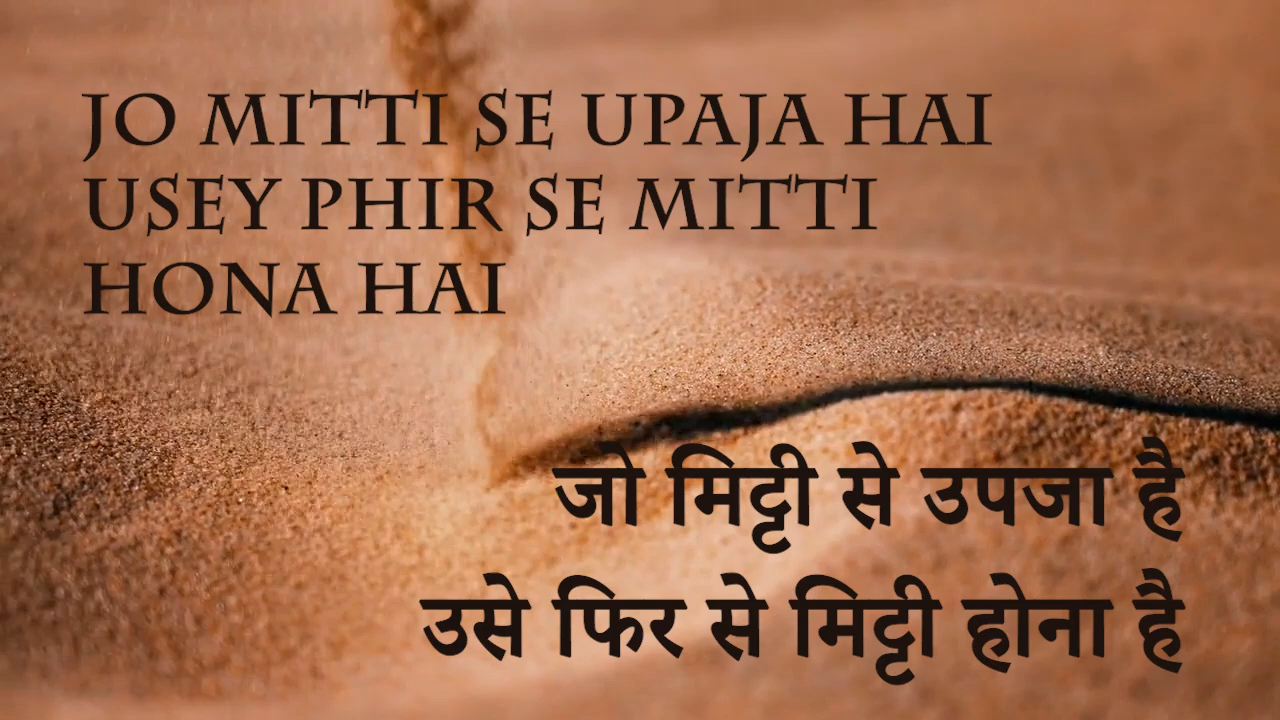 JO MITTI SE UPAJA HAI
USEY PHIR SE MITTI
HONA HAI
जो मिट्टी से उपजा है
उसे फिर से मिट्टी होना है